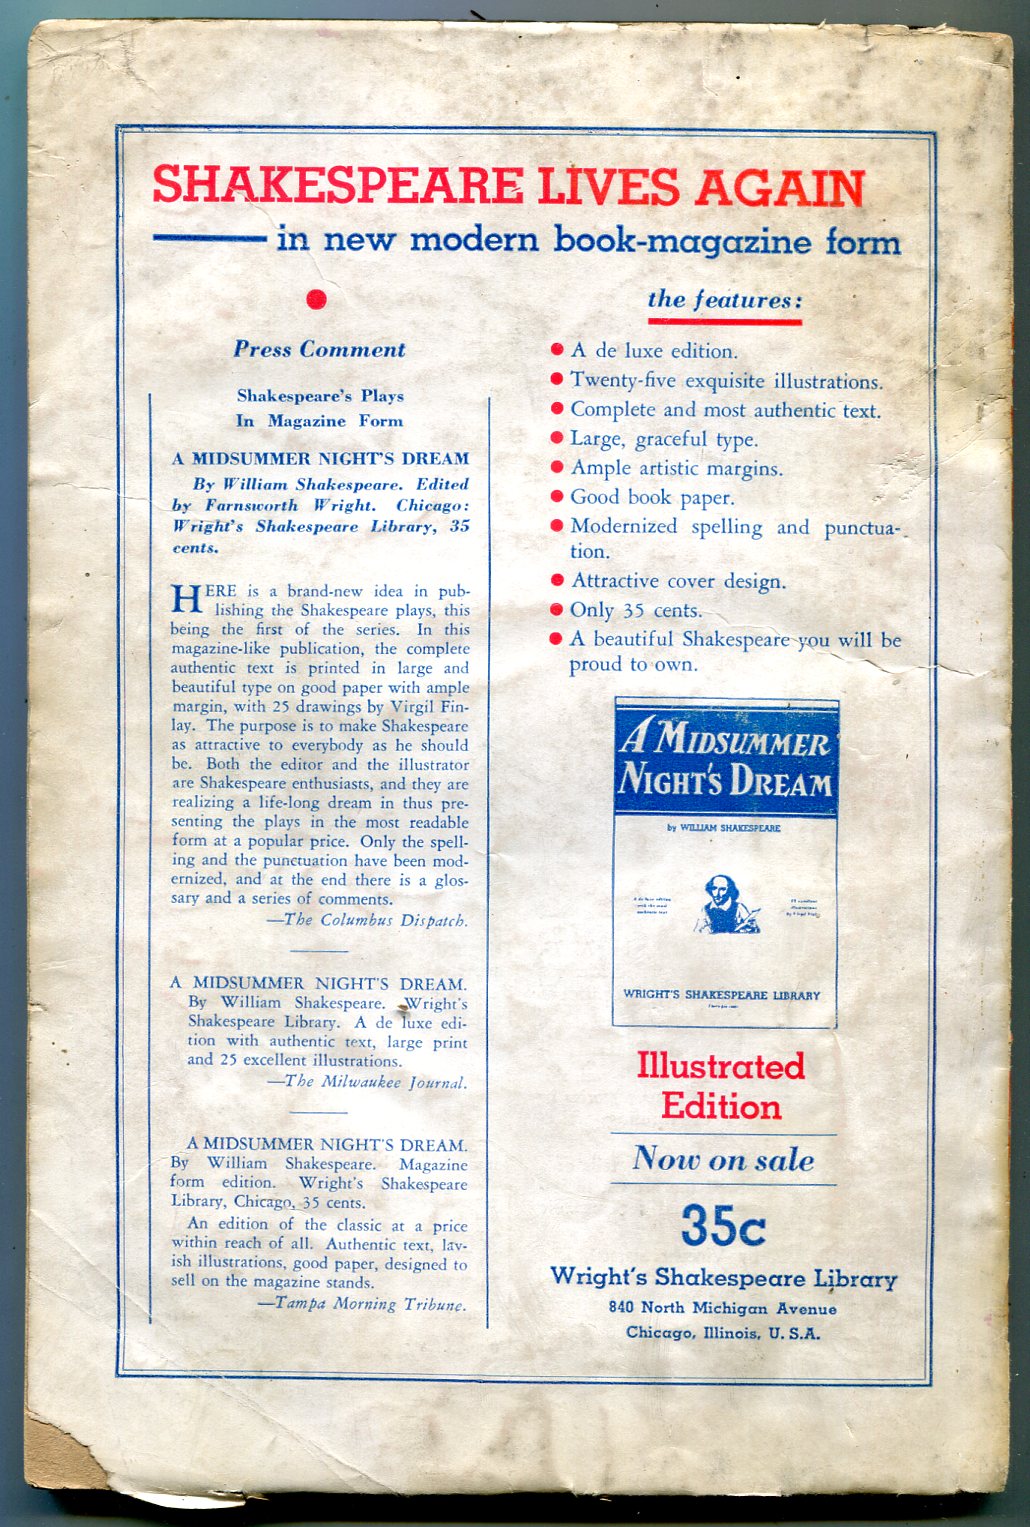 SHAKESPEARE LIVES AGAIN
in new modern book-magazine form
Press Comment
Shakespeare's Plays
In Magazine Form
A MIDSUMMER NIGHT'S DREAM
By William Shakespeare. Edited
by Farnsworth Wright. Chicago:
Wright's Shakespeare Library, 35
cents.
HERE is a brand-new idea in pub-
lishing the Shakespeare plays, this
being the first of the series. In this
magazine-like publication, the complete
authentic text is printed in large and
beautiful type on good paper with ample
margin, with 25 drawings by Virgil Fin-
lay. The purpose is to make Shakespeare
as attractive to everybody as he should
be. Both the editor and the illustrator
are Shakespeare enthusiasts, and they are
realizing a life-long dream in thus pre-
senting the plays in the most readable
form at a popular price. Only the spell-
ing and the punctuation have been mod-
ernized, and at the end there is a glos-
sary and a series of comments.
—The Columbus Dispatch.
A MIDSUMMER NIGHT'S DREAM.
By William Shakespeare. Wright's
Shakespeare Library. A de luxe edi-
tion with authentic text, large print
and 25 excellent illustrations.
—The Milwaukee Journal.
A MIDSUMMER NIGHT'S DREAM.
By William Shakespeare. Magazine
form edition. Wright's Shakespeare
Library, Chicago, 35 cents.
An edition of the classic at a price
within reach of all. Authentic text, lav-
ish illustrations, good paper, designed to
sell on the magazine stands.
—Tampa Morning Tribune.
the features:
● A de luxe edition.
● Twenty-five exquisite illustrations.
● Complete and most authentic text.
● Large, graceful type.
● Ample artistic margins.
● Good book paper.
● Modernized spelling and punctua-
tion.
● Attractive cover design.
● Only 35 cents.
● A beautiful Shakespeare you will be
proud to own.
A MIDSUMMER
NIGHT'S DREAM
by WILLIAM SHAKESPEARE
A de luxe edition
with the most
authentic text
WRIGHT'S SHAKESPEARE LIBRARY
Illustrated
Edition
Now on sale
35c
Wright's Shakespeare Library
840 North Michigan Avenue
Chicago, Illinois, U. S. A.